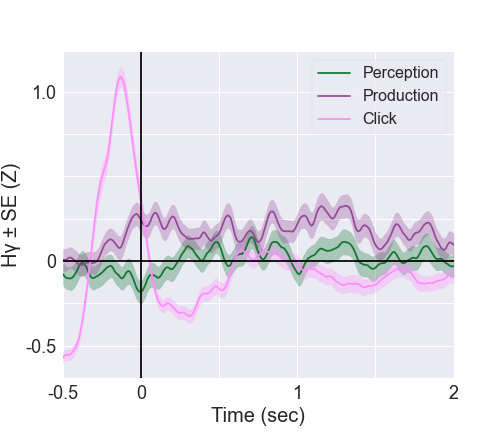 Perception
Production
Click
1.0
0
-0.5
Hγ ± SE (Z)
-0.5
0
1
2
Time (sec)